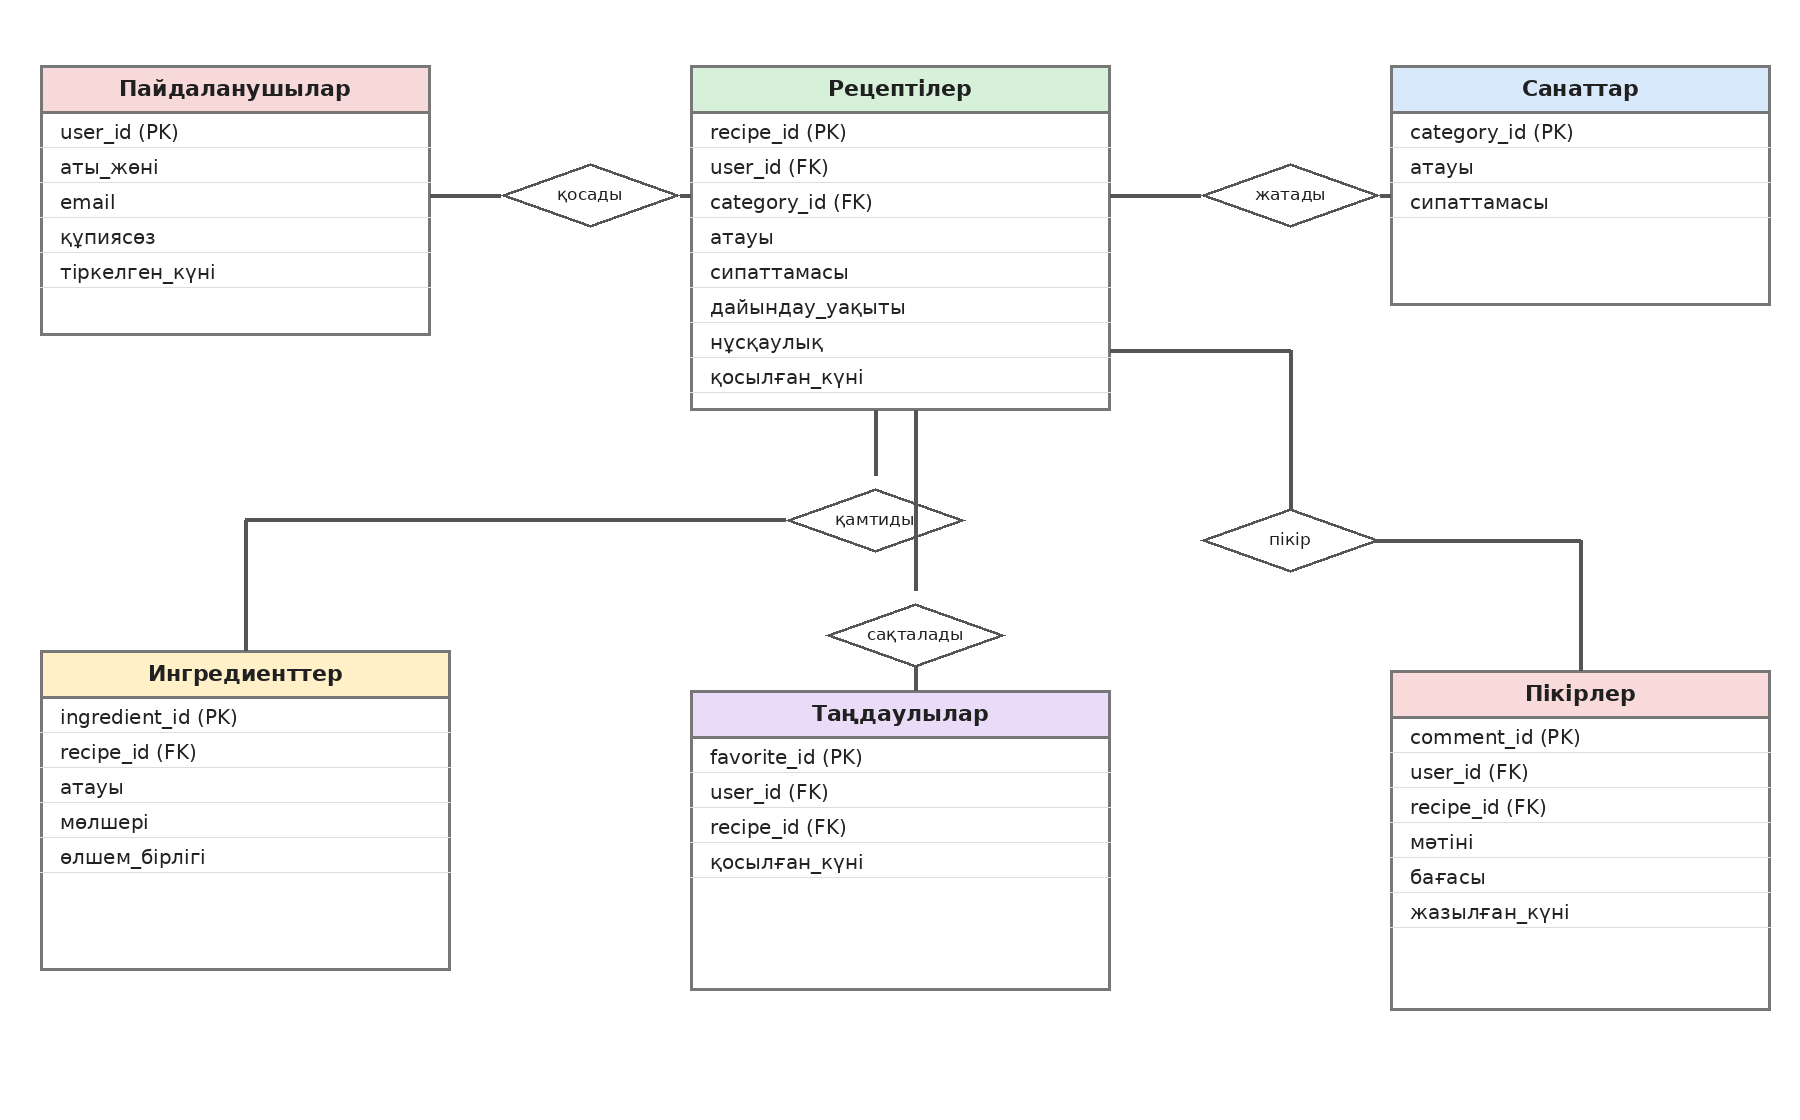 Пайдаланушылар
user_id (PK)
аты_жөні
email
құпиясөз
тіркелген_күні
қосады
Рецептілер
recipe_id (PK)
user_id (FK)
category_id (FK)
атауы
сипаттамасы
дайындау_уақыты
нұсқаулық
қосылған_күні
жатады
Санаттар
category_id (PK)
атауы
сипаттамасы
қамтиды
пікір
сақталады
Ингредиенттер
ingredient_id (PK)
recipe_id (FK)
атауы
мөлшері
өлшем_бірлігі
Таңдаулылар
favorite_id (PK)
user_id (FK)
recipe_id (FK)
қосылған_күні
Пікірлер
comment_id (PK)
user_id (FK)
recipe_id (FK)
мәтіні
бағасы
жазылған_күні